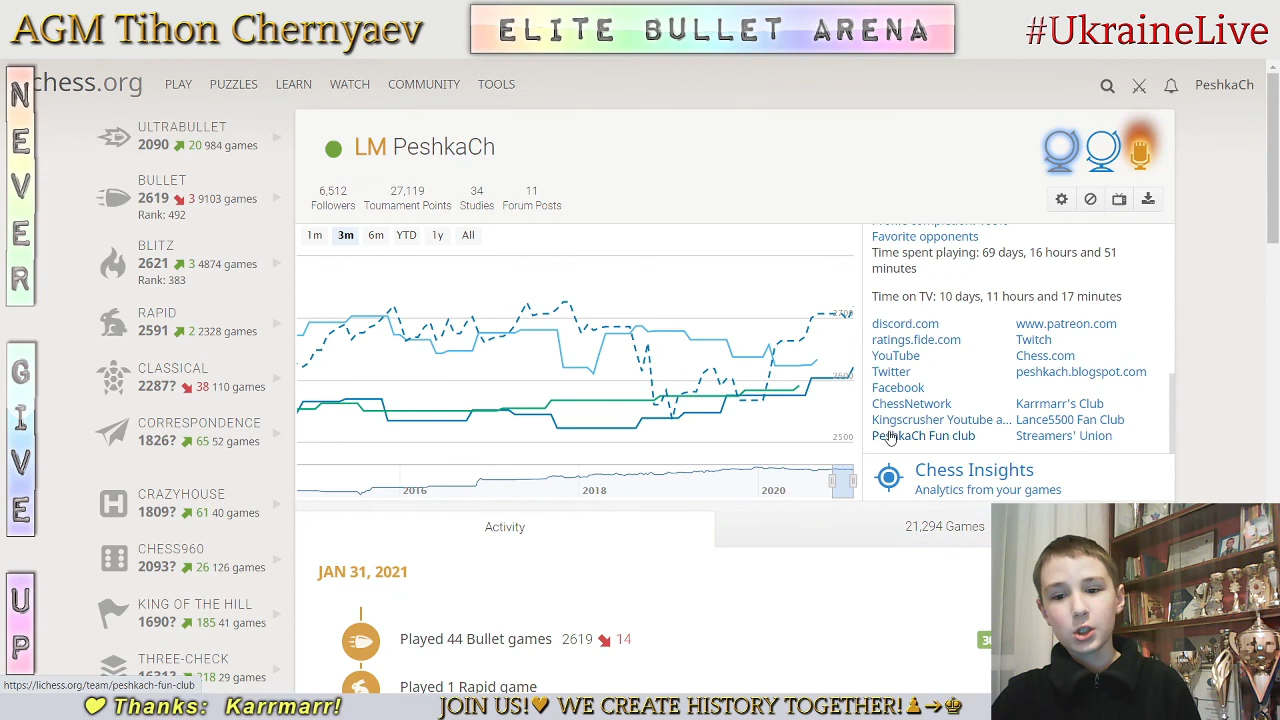 AGM Tihon Chernyaev
ELITE BULLET ARENA
#UkraineLive
NEVER
GIVE
UP
chess.org
PLAY PUZZLES LEARN WATCH COMMUNITY TOOLS
PeshkaCh
ULTRABULLET
2090 20 984 games
BULLET
2619 3 9103 games
Rank: 492
BLITZ
2621 3 4874 games
Rank: 383
RAPID
2591 2 2328 games
CLASSICAL
2287? 38 110 games
CORRESPONDENCE
1826? 65 52 games
CRAZYHOUSE
1809? 61 40 games
CHESS960
2093? 26 126 games
KING OF THE HILL
1690? 185 41 games
THREE-CHECK
218 29 games
LM PeshkaCh
6,512 27,119 34 11
Followers Tournament Points Studies Forum Posts
1m 3m 6m YTD 1y All
2700
2600
2500
2016 2018 2020
Favorite opponents
Time spent playing: 69 days, 16 hours and 51
minutes
Time on TV: 10 days, 11 hours and 17 minutes
discord.com www.patreon.com
ratings.fide.com Twitch
YouTube Chess.com
Twitter peshkach.blogspot.com
Facebook
ChessNetwork Karrmarr's Club
Kingscrusher Youtube a... Lance5500 Fan Club
PeshkaCh Fun club Streamers' Union
Chess Insights
Analytics from your games
Activity 21,294 Games
JAN 31, 2021
Played 44 Bullet games 2619 14
Played 1 Rapid game
https://lichess.org/team/peshkach-fun-club
Thanks: Karrmarr!
JOIN US!♥ WE CREATE HISTORY TOGETHER!♟→♚